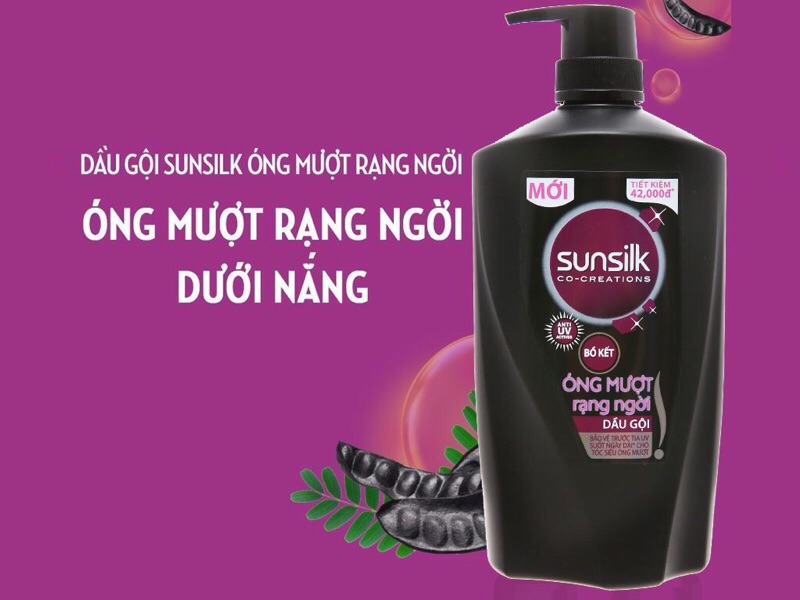 DẦU GỘI SUNSILK ÓNG MƯỢT RẠNG NGỜI
ÓNG MƯỢT RẠNG NGỜI
DƯỚI NẮNG
MỚI
TIẾT KIỆM
42,000đ*
sunsilk
CO-CREATIONS
ANTI
UV
ACTIVES
BỒ KẾT
ÓNG MƯỢT
rạng ngời
DẦU GỘI
BẢO VỆ TRƯỚC TIA UV
SUỐT NGÀY DÀI* CHO
TÓC SIÊU ÓNG MƯỢT